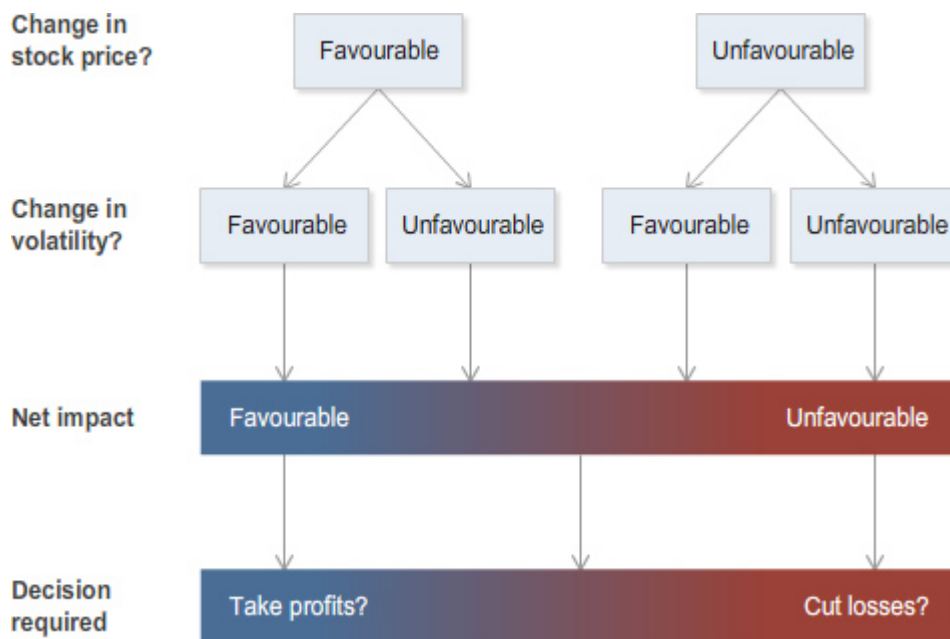 Change in
stock price?
Favourable
Unfavourable
Change in
volatility?
Favourable
Unfavourable
Favourable
Unfavourable
Net impact
Favourable
Unfavourable
Decision
required
Take profits?
Cut losses?